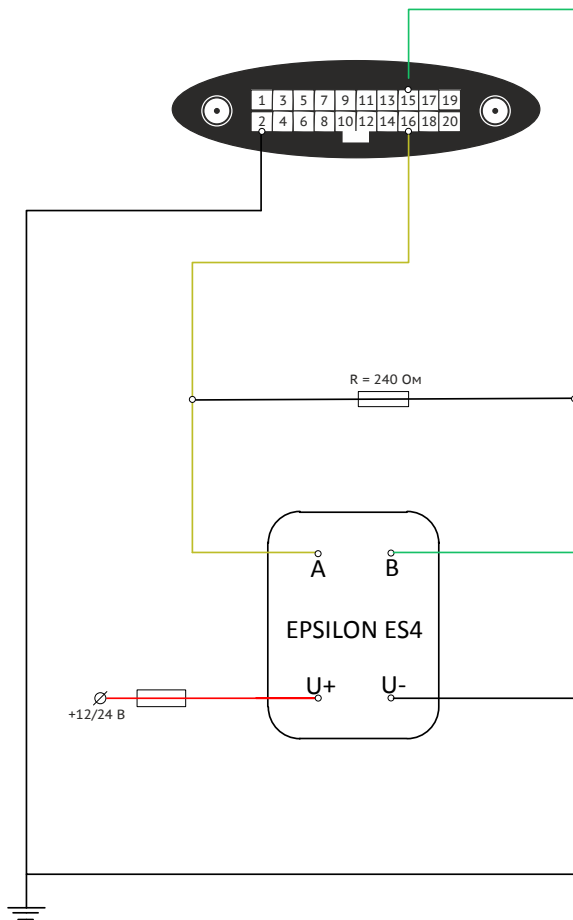 1 3 5 7 9 11 13 15 17 19
2 4 6 8 10 12 14 16 18 20
R = 240 Ом
A B
EPSILON ES4
U+ U-
+12/24 В